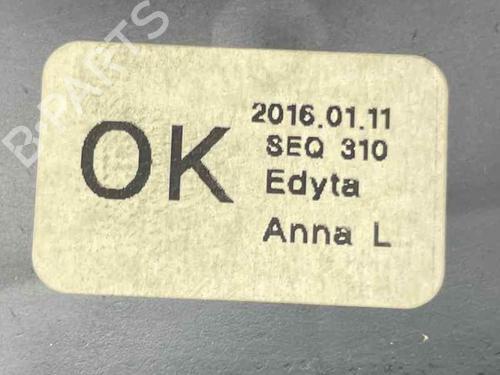 B-PARTS
OK
2016.01.11
SEQ 310
Edyta
Anna L